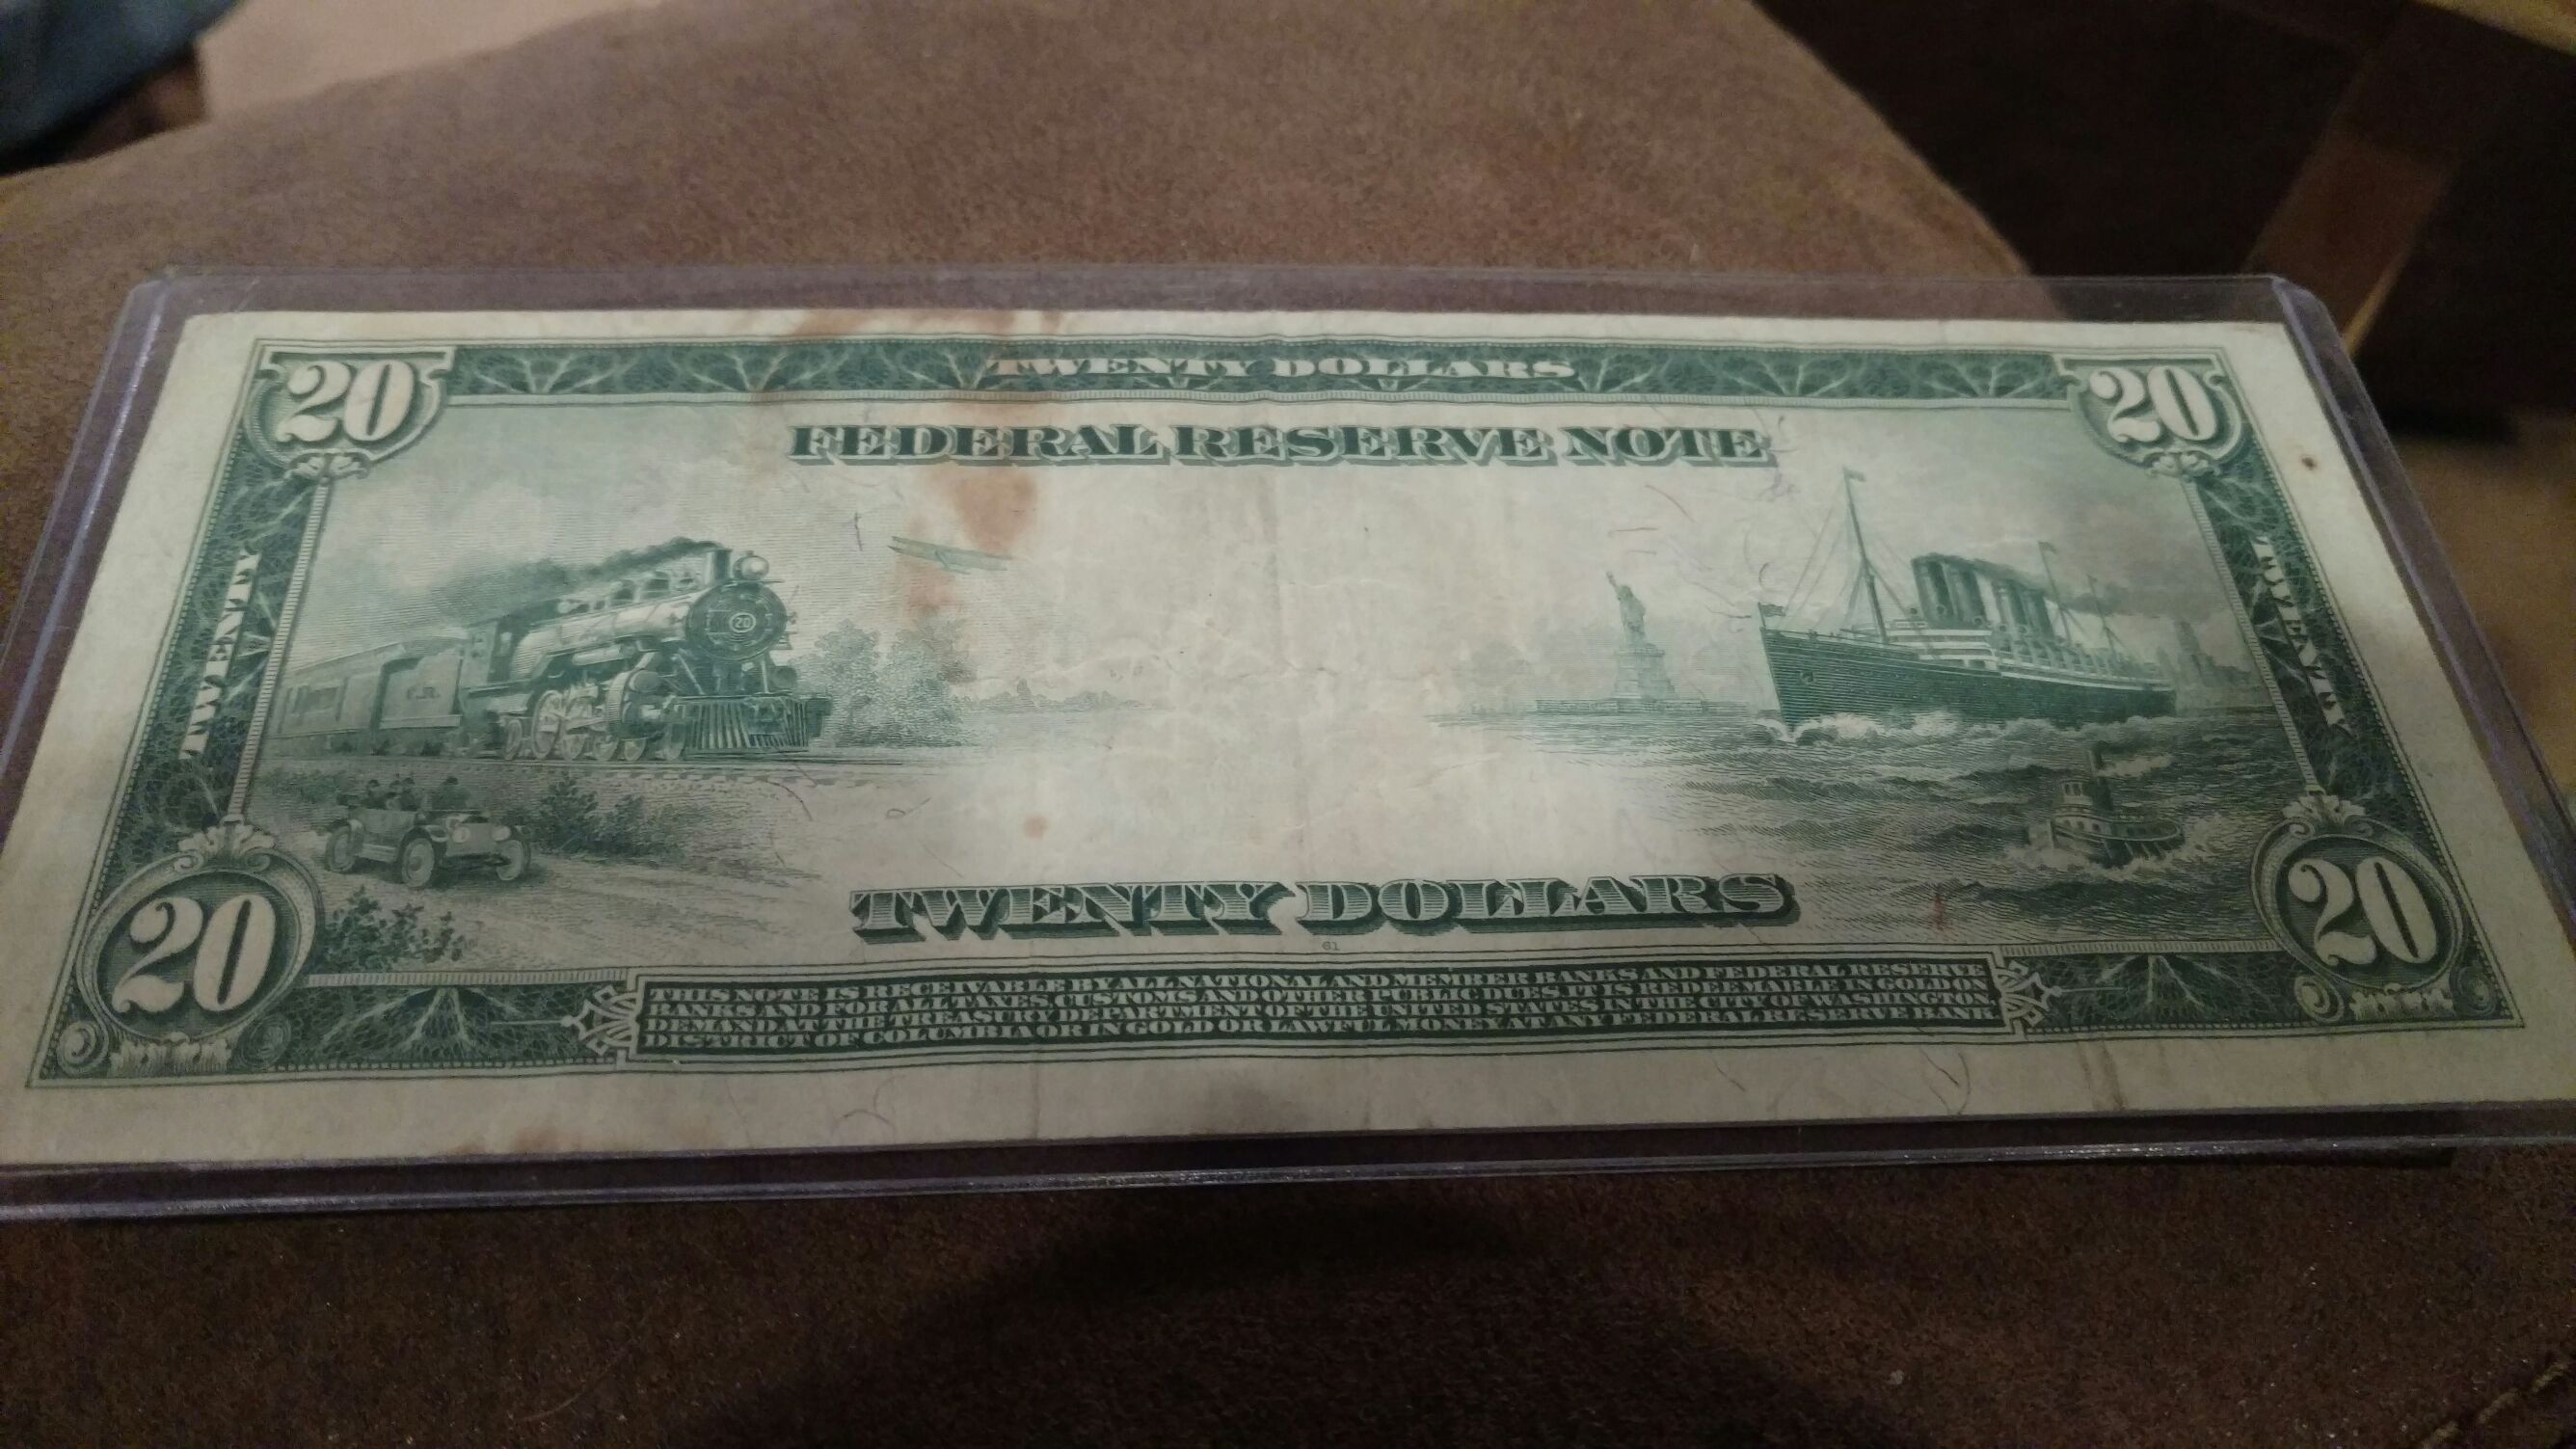 TWENTY DOLLARS
20
20
FEDERAL RESERVE NOTE
TWENTY
TWENTY
20
TWENTY DOLLARS
61
20
20
THIS NOTE IS RECEIVABLE BY ALL NATIONAL AND MEMBER BANKS AND FEDERAL RESERVE
BANKS AND FOR ALL TAXES, CUSTOMS AND OTHER PUBLIC DUES. IT IS REDEEMABLE IN GOLD ON
DEMAND AT THE TREASURY DEPARTMENT OF THE UNITED STATES IN THE CITY OF WASHINGTON,
DISTRICT OF COLUMBIA OR IN GOLD OR LAWFUL MONEY AT ANY FEDERAL RESERVE BANK